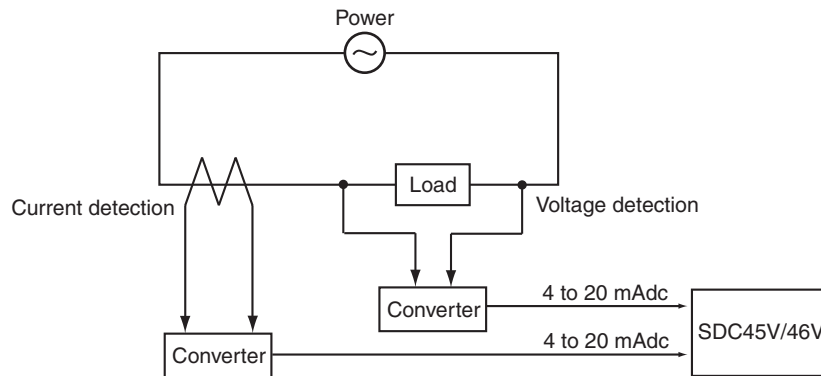 Power
Load
Current detection
Voltage detection
4 to 20 mAdc
Converter
SDC45V/46V
4 to 20 mAdc
Converter